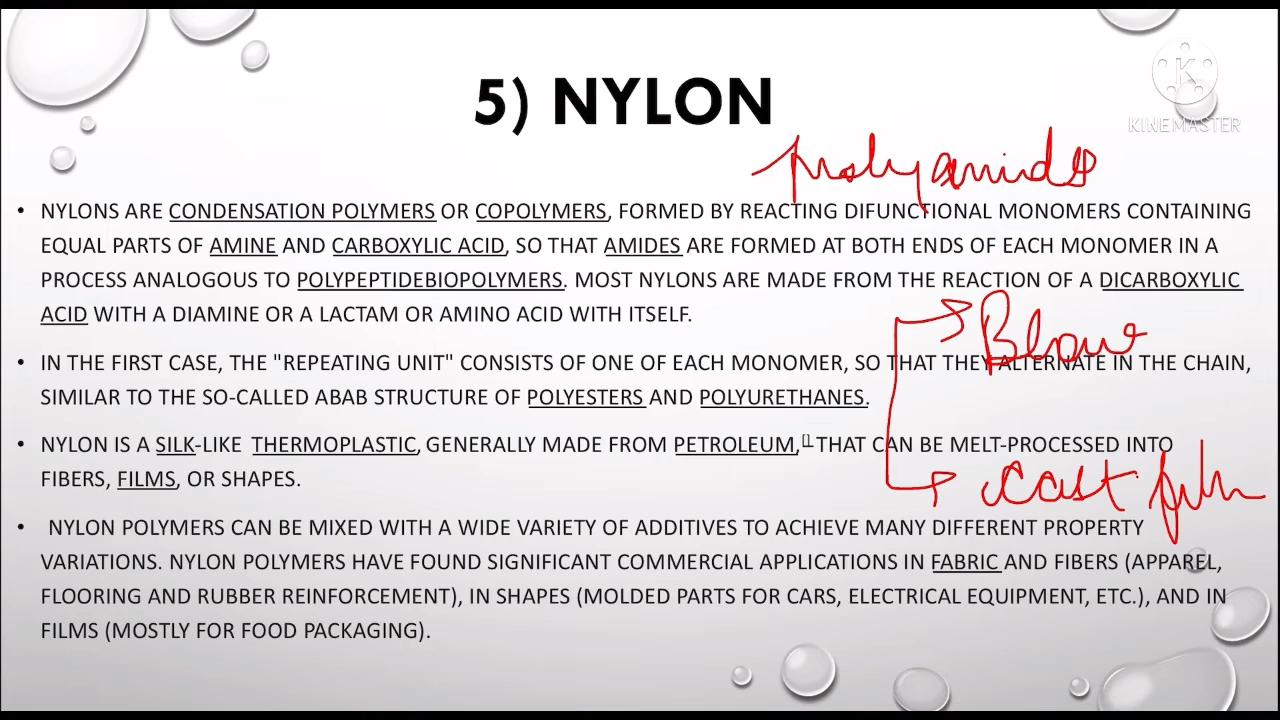 5) NYLON
KINEMASTER
polyamids
• NYLONS ARE CONDENSATION POLYMERS OR COPOLYMERS, FORMED BY REACTING DIFUNCTIONAL MONOMERS CONTAINING
EQUAL PARTS OF AMINE AND CARBOXYLIC ACID, SO THAT AMIDES ARE FORMED AT BOTH ENDS OF EACH MONOMER IN A
PROCESS ANALOGOUS TO POLYPEPTIDEBIOPOLYMERS. MOST NYLONS ARE MADE FROM THE REACTION OF A DICARBOXYLIC
ACID WITH A DIAMINE OR A LACTAM OR AMINO ACID WITH ITSELF.
• IN THE FIRST CASE, THE "REPEATING UNIT" CONSISTS OF ONE OF EACH MONOMER, SO THAT THEY ALTERNATE IN THE CHAIN,
SIMILAR TO THE SO-CALLED ABAB STRUCTURE OF POLYESTERS AND POLYURETHANES.
• NYLON IS A SILK-LIKE THERMOPLASTIC, GENERALLY MADE FROM PETROLEUM,[] THAT CAN BE MELT-PROCESSED INTO
FIBERS, FILMS, OR SHAPES.
cast film
• NYLON POLYMERS CAN BE MIXED WITH A WIDE VARIETY OF ADDITIVES TO ACHIEVE MANY DIFFERENT PROPERTY
VARIATIONS. NYLON POLYMERS HAVE FOUND SIGNIFICANT COMMERCIAL APPLICATIONS IN FABRIC AND FIBERS (APPAREL,
FLOORING AND RUBBER REINFORCEMENT), IN SHAPES (MOLDED PARTS FOR CARS, ELECTRICAL EQUIPMENT, ETC.), AND IN
FILMS (MOSTLY FOR FOOD PACKAGING).